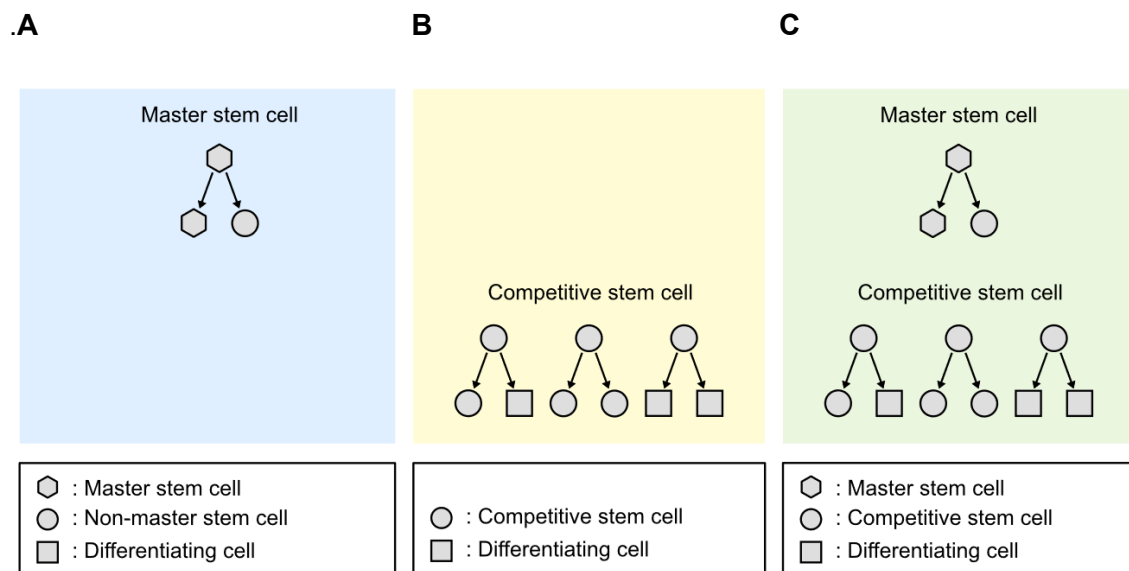 .A
B
C
Master stem cell
Competitive stem cell
Master stem cell
Competitive stem cell
: Master stem cell
: Non-master stem cell
: Differentiating cell
: Competitive stem cell
: Differentiating cell
: Master stem cell
: Competitive stem cell
: Differentiating cell